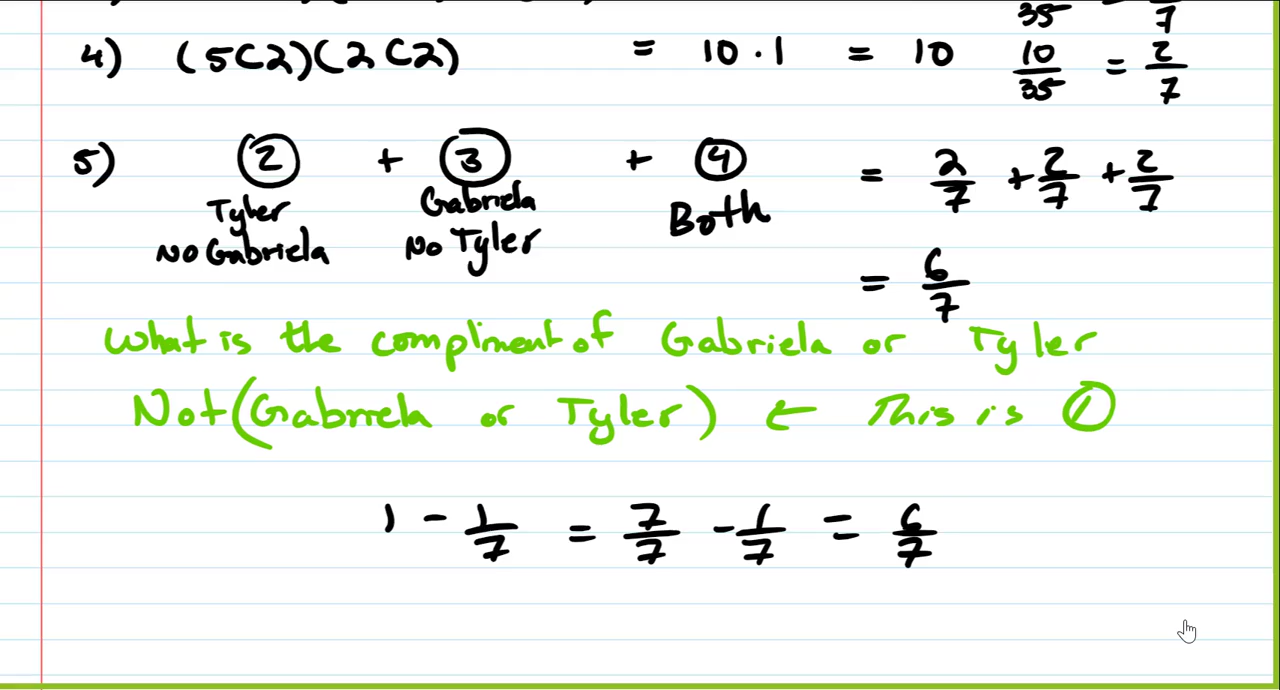 35 = 7
4) (5C2)(2C2) = 10 · 1 = 10 10/35 = 2/7
5) ② + ③ + ④ = 2/7 + 2/7 + 2/7
Tyler Gabriela Both
No Gabriela No Tyler
= 6/7
What is the compliment of Gabriela or Tyler
Not (Gabriela or Tyler) ← This is ①
1 - 1/7 = 7/7 - 1/7 = 6/7